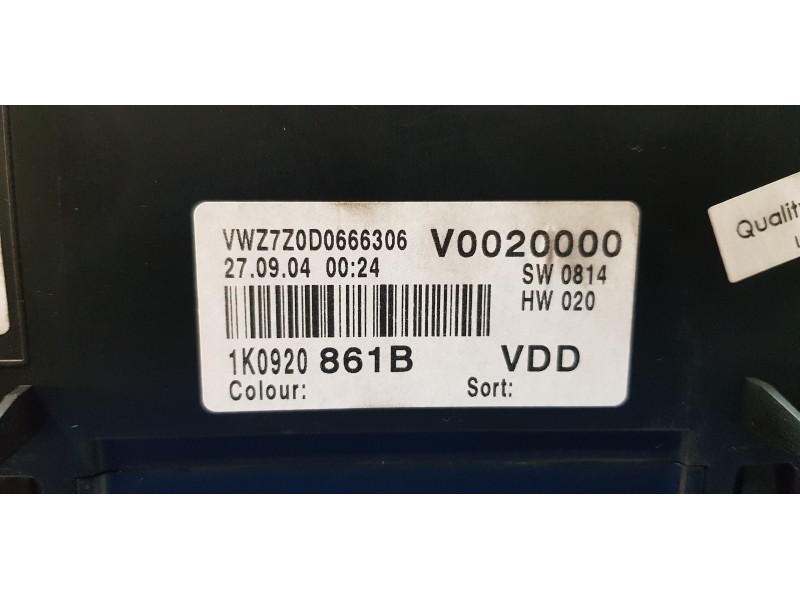 VWZ7Z0D0666306 V0020000
27.09.04 00:24 SW 0814
HW 020
1K0920 861B VDD
Colour: Sort:
Quality